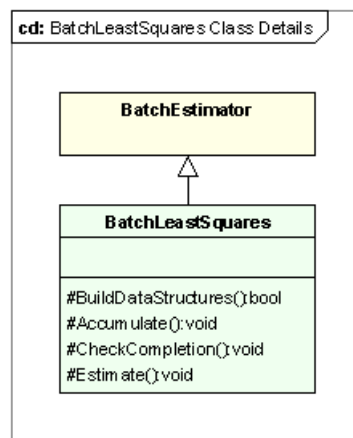 cd: BatchLeastSquares Class Details
BatchEstimator
BatchLeastSquares
#BuildDataStructures():bool
#Accumulate():void
#CheckCompletion():void
#Estimate():void